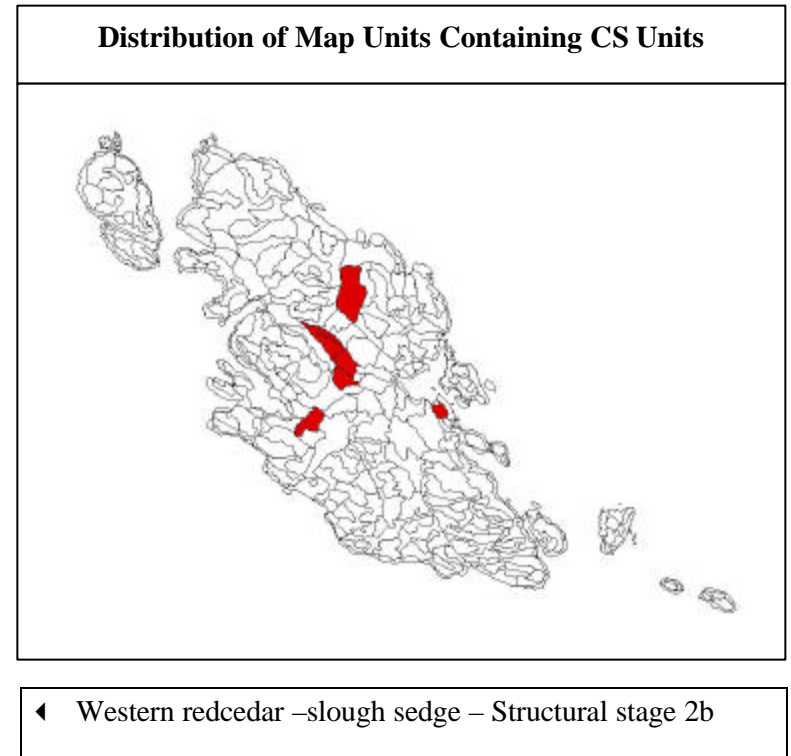 Distribution of Map Units Containing CS Units
Western redcedar –slough sedge – Structural stage 2b